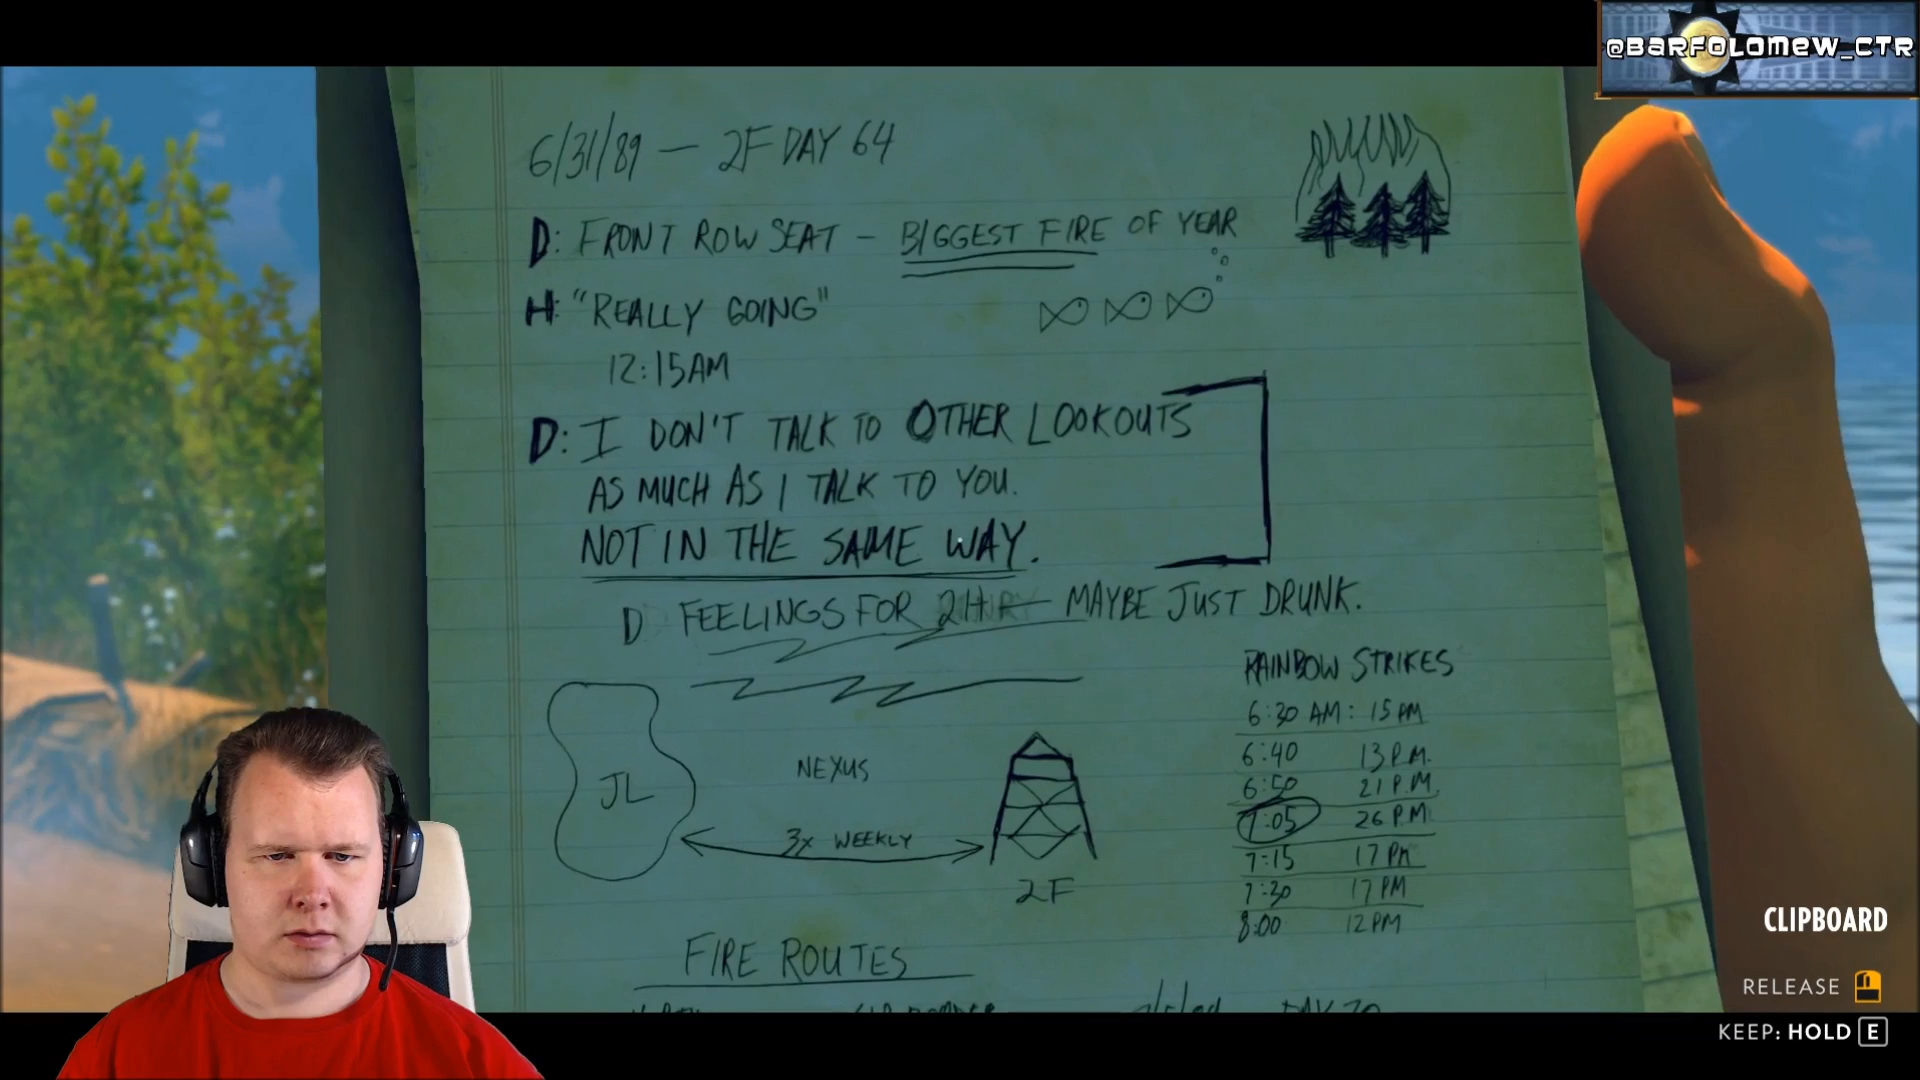 @BARFOLOMEW_CTR
6/31/89 — 2F DAY 64
D: FRONT ROW SEAT – BIGGEST FIRE OF YEAR
H: "REALLY GOING"
12:15AM
D: I DON'T TALK TO OTHER LOOKOUTS
AS MUCH AS I TALK TO YOU.
NOT IN THE SAME WAY.
D FEELINGS FOR MAYBE JUST DRUNK.
RAINBOW STRIKES
6:30 AM: 15 PM
6:40 13 P.M.
6:50 21 P.M.
7:05 26 P.M
7:15 17 PM
7:30 17 PM
8:00 12 PM
JL
NEXUS
3x WEEKLY
2F
FIRE ROUTES
DAY 70
CLIPBOARD
RELEASE
KEEP: HOLD E